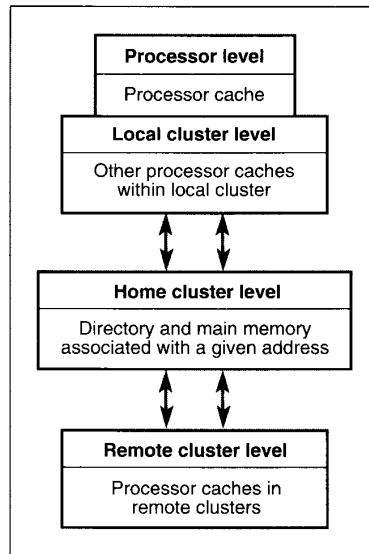 Processor level
Processor cache
Local cluster level
Other processor caches
within local cluster
Home cluster level
Directory and main memory
associated with a given address
Remote cluster level
Processor caches in
remote clusters